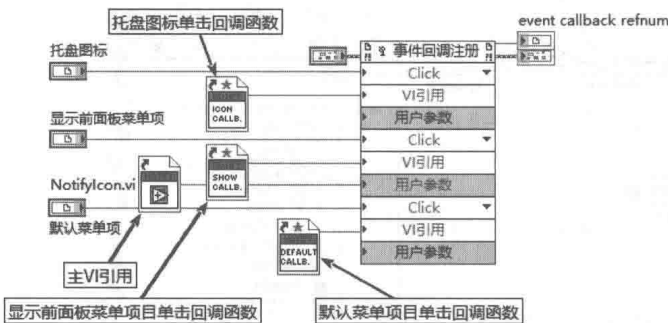 托盘图标单击回调函数
event callback refnum
托盘图标
事件回调注册
Click
ICON
CALLB.
VI引用
用户参数
显示前面板菜单项
Click
SHOW
CALLB.
VI引用
NotifyIcon.vi
用户参数
Click
默认菜单项
VI引用
DEFAULT
CALLB.
用户参数
主VI引用
显示前面板菜单项目单击回调函数
默认菜单项目单击回调函数